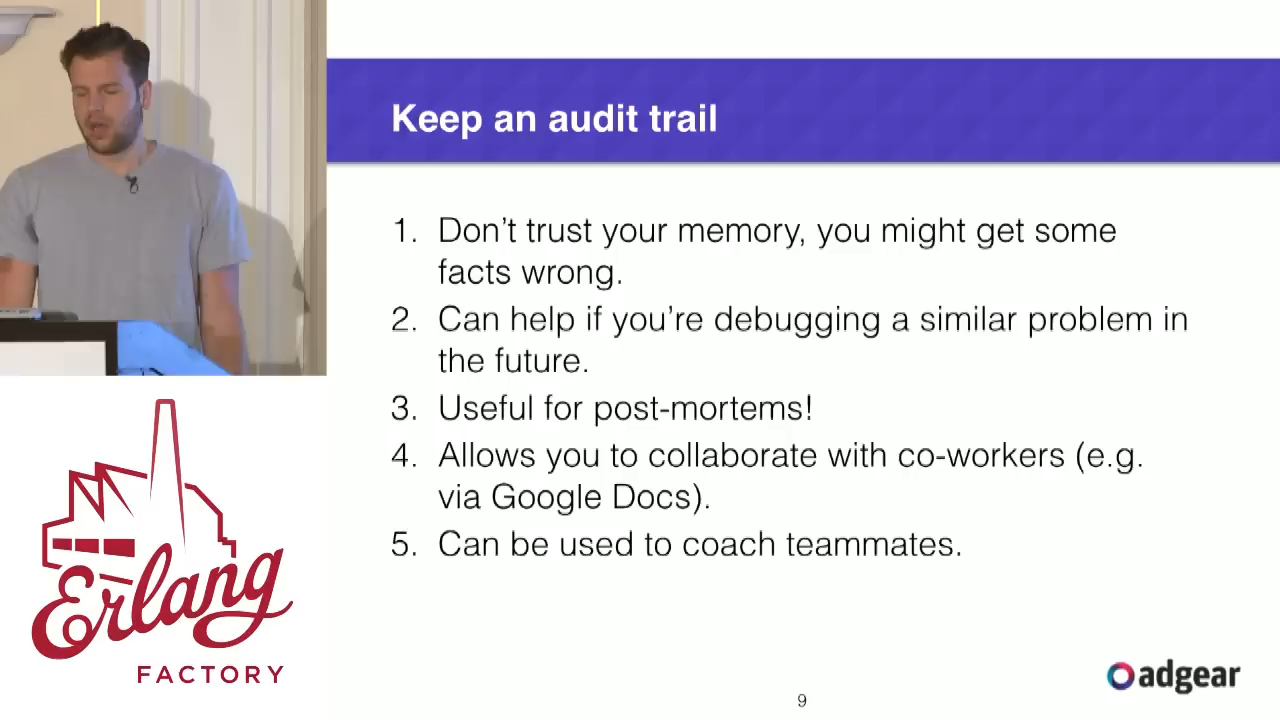 Keep an audit trail
1. Don't trust your memory, you might get some
facts wrong.
2. Can help if you're debugging a similar problem in
the future.
3. Useful for post-mortems!
4. Allows you to collaborate with co-workers (e.g.
via Google Docs).
5. Can be used to coach teammates.
Erlang
FACTORY
adgear
9